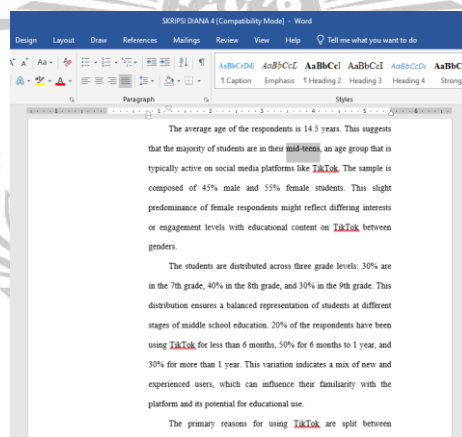 SKRIPSI DIANA 4 [Compatibility Mode] - Word
Design Layout Draw References Mailings Review View Help Tell me what you want to do
Aa
AaBbCcDdI AaBbCcL AaBbCcl AaBbCcI AaBbCcDc AaBbC
¶ Caption Emphasis ¶ Heading 2 Heading 3 Heading 4 Strong
Paragraph Styles
The average age of the respondents is 14.5 years. This suggests
that the majority of students are in their mid-teens, an age group that is
typically active on social media platforms like TikTok. The sample is
composed of 45% male and 55% female students. This slight
predominance of female respondents might reflect differing interests
or engagement levels with educational content on TikTok between
genders.
The students are distributed across three grade levels: 30% are
in the 7th grade, 40% in the 8th grade, and 30% in the 9th grade. This
distribution ensures a balanced representation of students at different
stages of middle school education. 20% of the respondents have been
using TikTok for less than 6 months, 50% for 6 months to 1 year, and
30% for more than 1 year. This variation indicates a mix of new and
experienced users, which can influence their familiarity with the
platform and its potential for educational use.
The primary reasons for using TikTok are split between